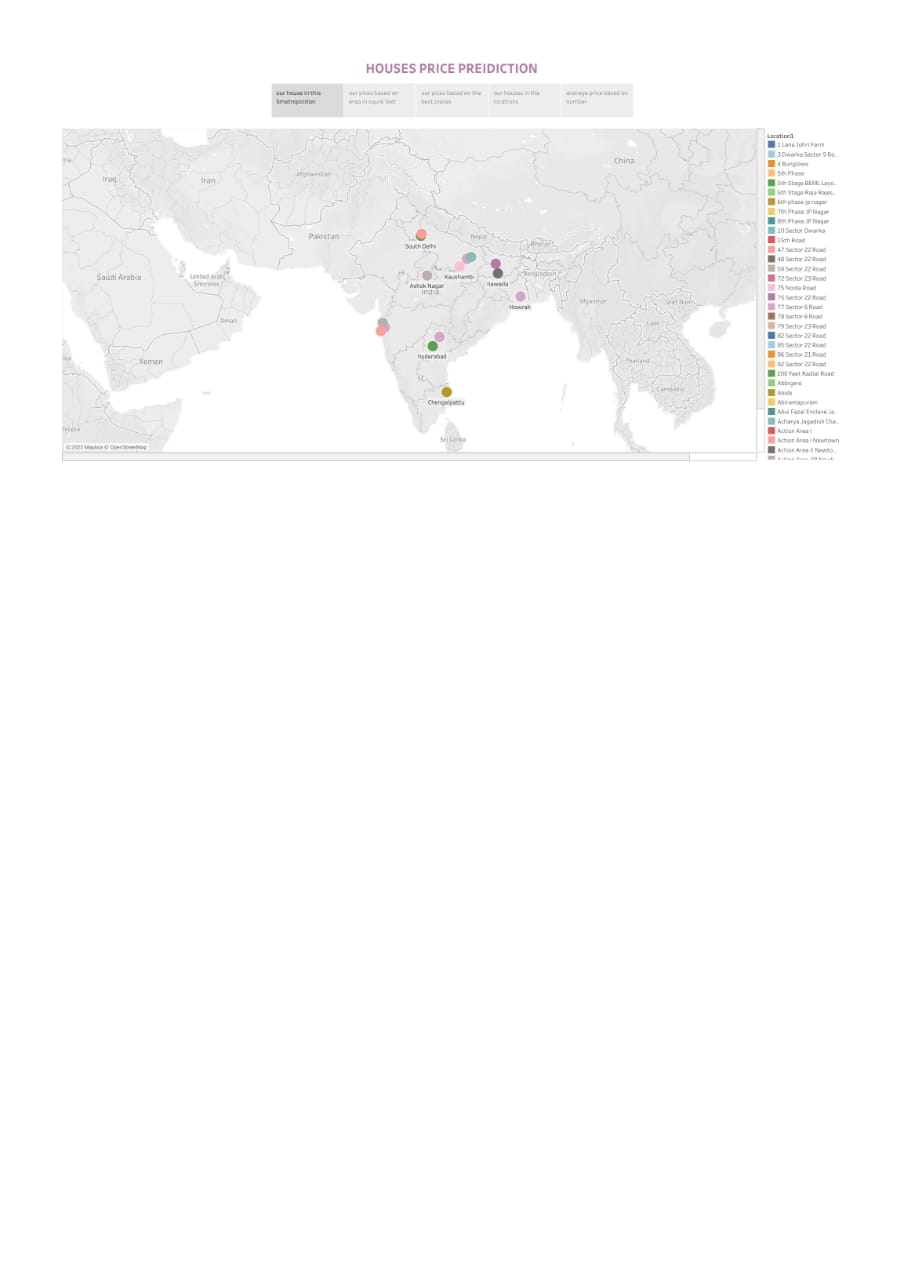 HOUSES PRICE PREIDICTION
our house in this
5matropoliton
our pices based on
area in squre feet
our pices based on the
best places
our houses in the
locations
average price based on
number
Location1
1 Lane Johri Farm
3 Dwarka Sector 9 Ro..
4 Bunglows
5th Phase
5th Stage BEML Layo..
5th Stage Raja Rajes..
6th phase jp nagar
7th Phase JP Nagar
8th Phase JP Nagar
10 Sector Dwarka
15th Road
47 Sector 22 Road
48 Sector 22 Road
59 Sector 22 Road
72 Sector 23 Road
75 Noida Road
75 Sector 22 Road
77 Sector 6 Road
78 Sector 6 Road
79 Sector 23 Road
82 Sector 22 Road
85 Sector 22 Road
86 Sector 21 Road
92 Sector 22 Road
200 Feet Radial Road
Abbigere
Abids
Abiramapuram
Abul Fazal Enclave Ja..
Acharya Jagadish Cha..
Action Area I
Action Area I Newtown
Action Area II Newto..
China
Iraq
Iran
Afghanistan
Pakistan
South Delhi
Nepal
Bhutan
Saudi Arabia
United Arab
Emirates
Kaushambi
nawada
Bangladesh
Ashok Nagar
India
Howrah
Myanmar
Viet Nam
Oman
Laos
Yemen
hyderabad
Thailand
Cambodia
Chengalpattu
Sri Lanka
© 2023 Mapbox © OpenStreetMap